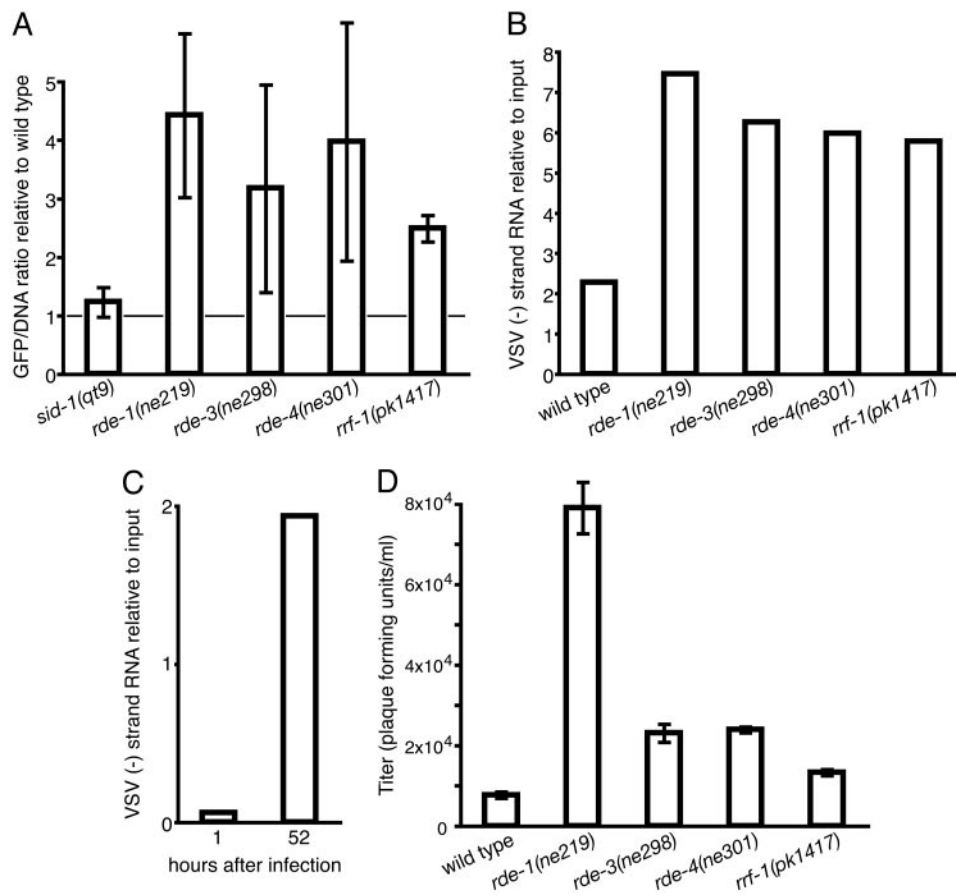 A
GFP/DNA ratio relative to wild type
5
4
3
2
1
0
sid-1(qt9)
rde-1(ne219)
rde-3(ne298)
rde-4(ne301)
rrf-1(pk1417)
B
VSV (-) strand RNA relative to input
8
7
6
5
4
3
2
1
0
wild type
rde-1(ne219)
rde-3(ne298)
rde-4(ne301)
rrf-1(pk1417)
C
VSV (-) strand RNA relative to input
2
1
0
1
52
hours after infection
D
Titer (plaque forming units/ml)
8x10⁴
6x10⁴
4x10⁴
2x10⁴
0
wild type
rde-1(ne219)
rde-3(ne298)
rde-4(ne301)
rrf-1(pk1417)